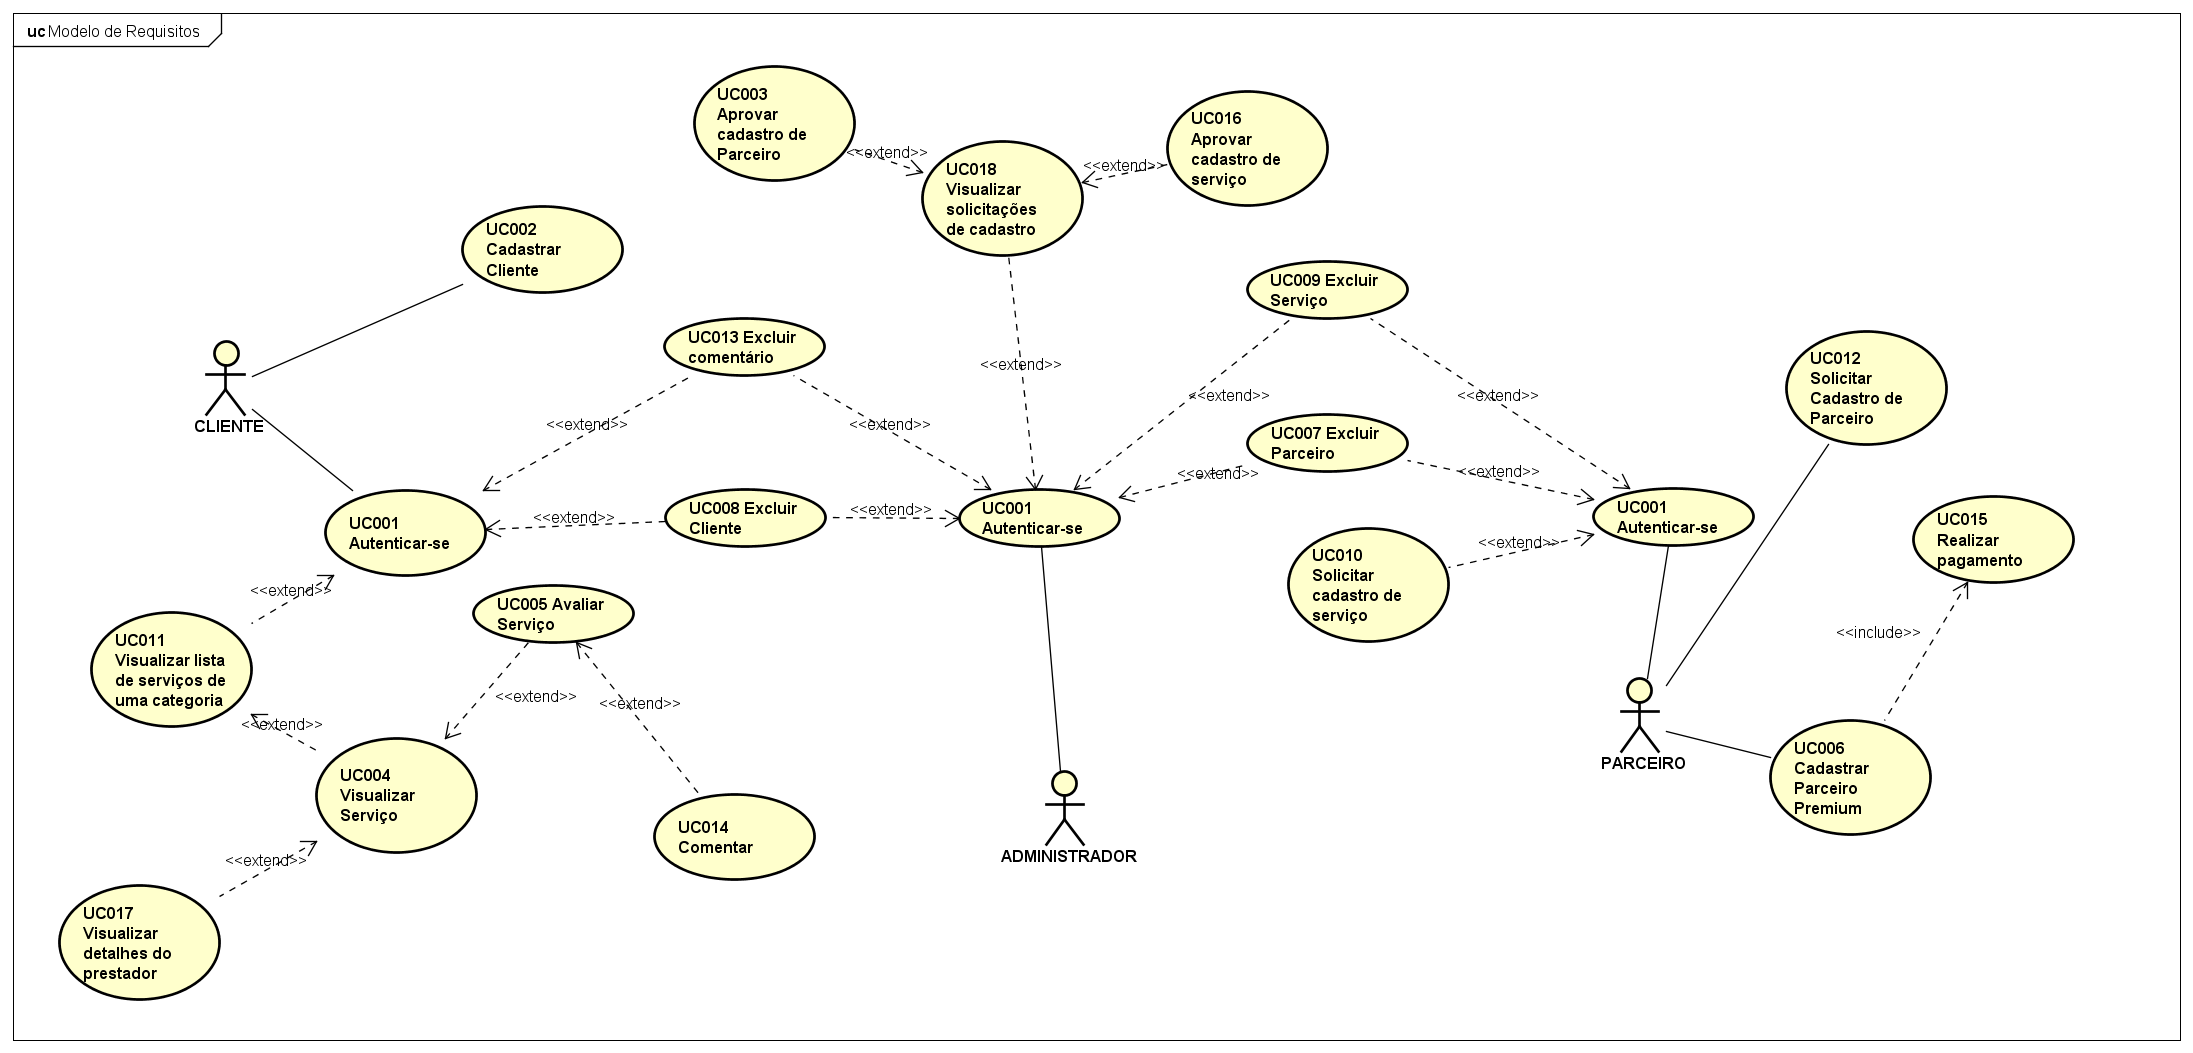 uc Modelo de Requisitos
UC003
Aprovar
cadastro de
Parceiro
<<extend>>
UC018
Visualizar
solicitações
de cadastro
<<extend>>
UC016
Aprovar
cadastro de
serviço
UC002
Cadastrar
Cliente
CLIENTE
UC013 Excluir
comentário
<<extend>>
<<extend>>
<<extend>>
UC009 Excluir
Serviço
<<extend>>
<<extend>>
UC007 Excluir
Parceiro
<<extend>>
<<extend>>
UC012
Solicitar
Cadastro de
Parceiro
UC001
Autenticar-se
<<extend>>
UC008 Excluir
Cliente
<<extend>>
UC001
Autenticar-se
UC001
Autenticar-se
UC010
Solicitar
cadastro de
serviço
<<extend>>
UC015
Realizar
pagamento
<<include>>
<<extend>>
UC011
Visualizar lista
de serviços de
uma categoria
UC005 Avaliar
Serviço
<<extend>>
<<extend>>
<<extend>>
UC004
Visualizar
Serviço
UC014
Comentar
ADMINISTRADOR
PARCEIRO
UC006
Cadastrar
Parceiro
Premium
<<extend>>
UC017
Visualizar
detalhes do
prestador